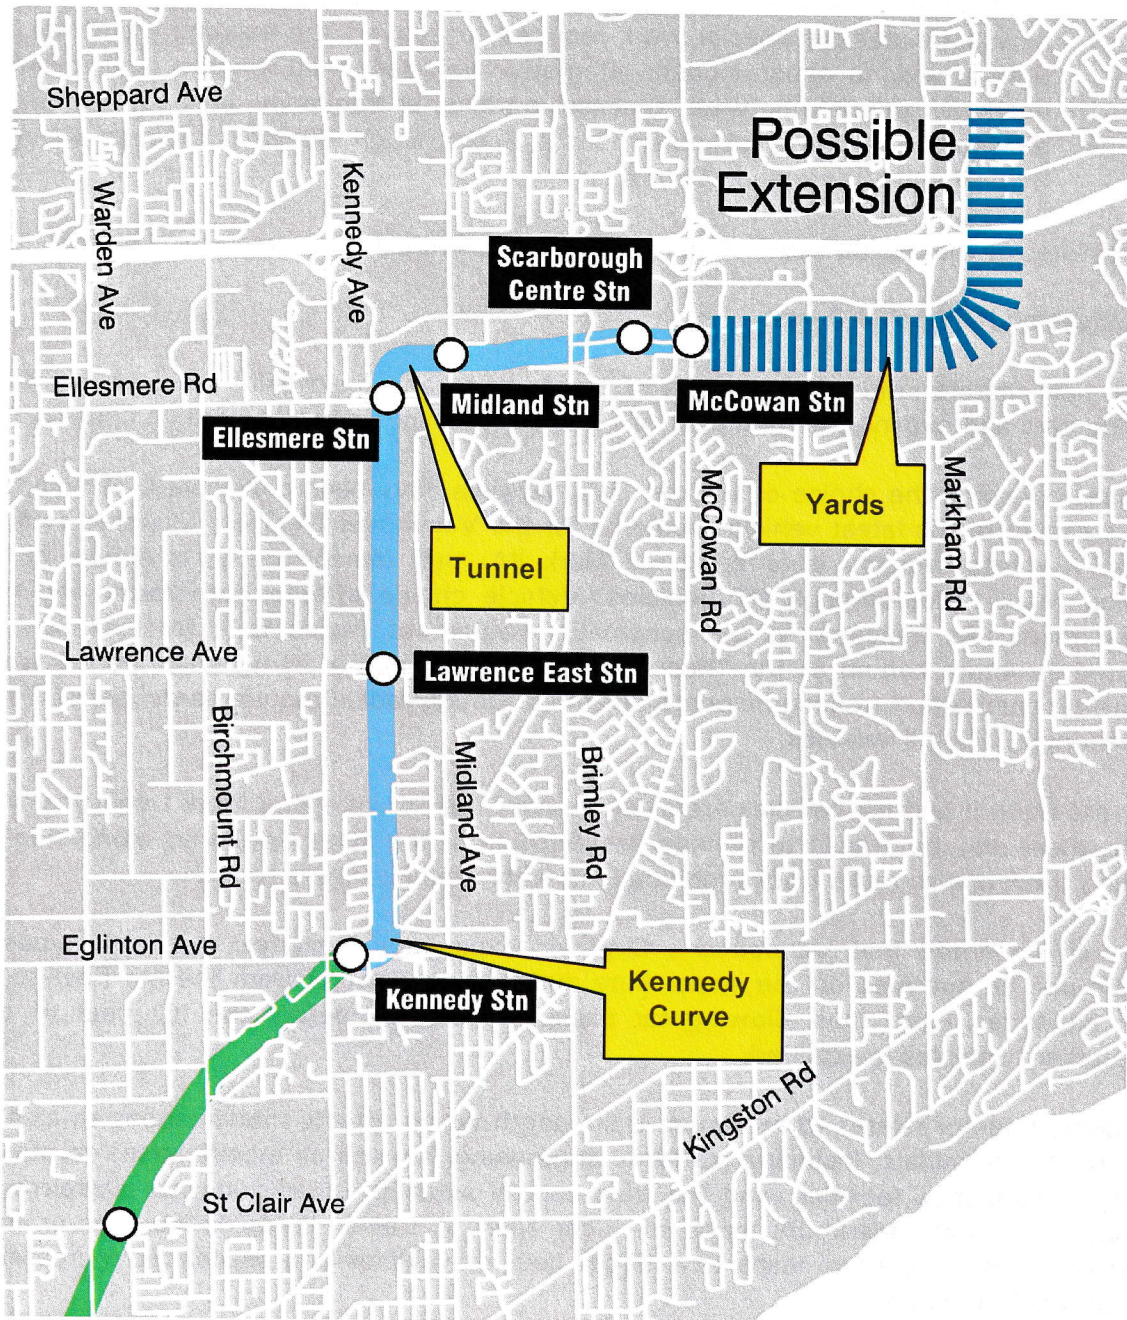 Sheppard Ave
Possible
Extension
Warden Ave
Kennedy Ave
Scarborough
Centre Stn
Ellesmere Rd
Midland Stn
McCowan Stn
Ellesmere Stn
McCowan Rd
Yards
Markham Rd
Tunnel
Lawrence Ave
Lawrence East Stn
Birchmount Rd
Midland Ave
Brimley Rd
Eglinton Ave
Kennedy Stn
Kennedy
Curve
Kingston Rd
St Clair Ave